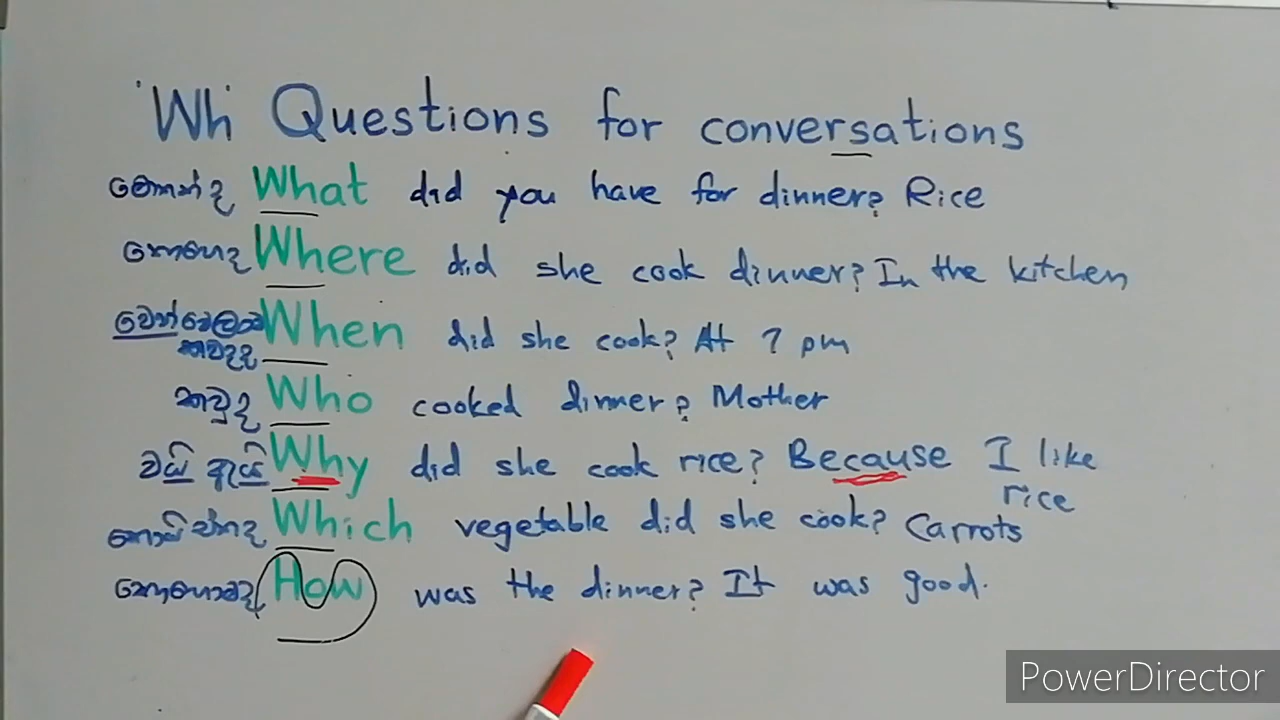 'Wh' Questions for conversations
මොනාද What did you have for dinner? Rice
කොහෙද Where did she cook dinner? In the kitchen
වෙන් When did she cook? At 7 pm
කවද්ද
කවුද Who cooked dinner? Mother
වයි ඇයි Why did she cook rice? Because I like
rice
කොයි එකද Which vegetable did she cook? Carrots
කොහොමද How was the dinner? It was good.
PowerDirector